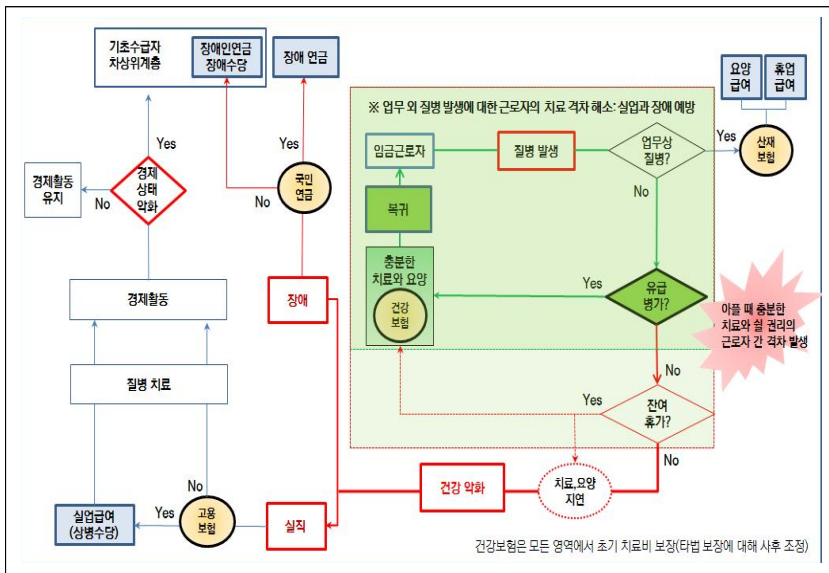 기초수급자
차상위계층
장애인연금
장애수당
장애 연금
요양
급여
휴업
급여
※ 업무 외 질병 발생에 대한 근로자의 치료 격차 해소: 실업과 장애 예방
임금근로자
질병 발생
업무상
질병?
Yes
산재
보험
Yes
Yes
경제활동
유지
No
경제
상태
악화
No
국민
연금
복귀
No
충분한
치료와 요양
건강
보험
Yes
유급
병가?
아플 때 충분한
치료와 쉴 권리의
근로자 간 격차 발생
경제활동
장애
No
질병 치료
Yes
잔여
휴가?
No
No
건강 악화
치료,요양
지연
실업급여
(상병수당)
Yes
고용
보험
실직
건강보험은 모든 영역에서 초기 치료비 보장(타법 보장에 대해 사후 조정)